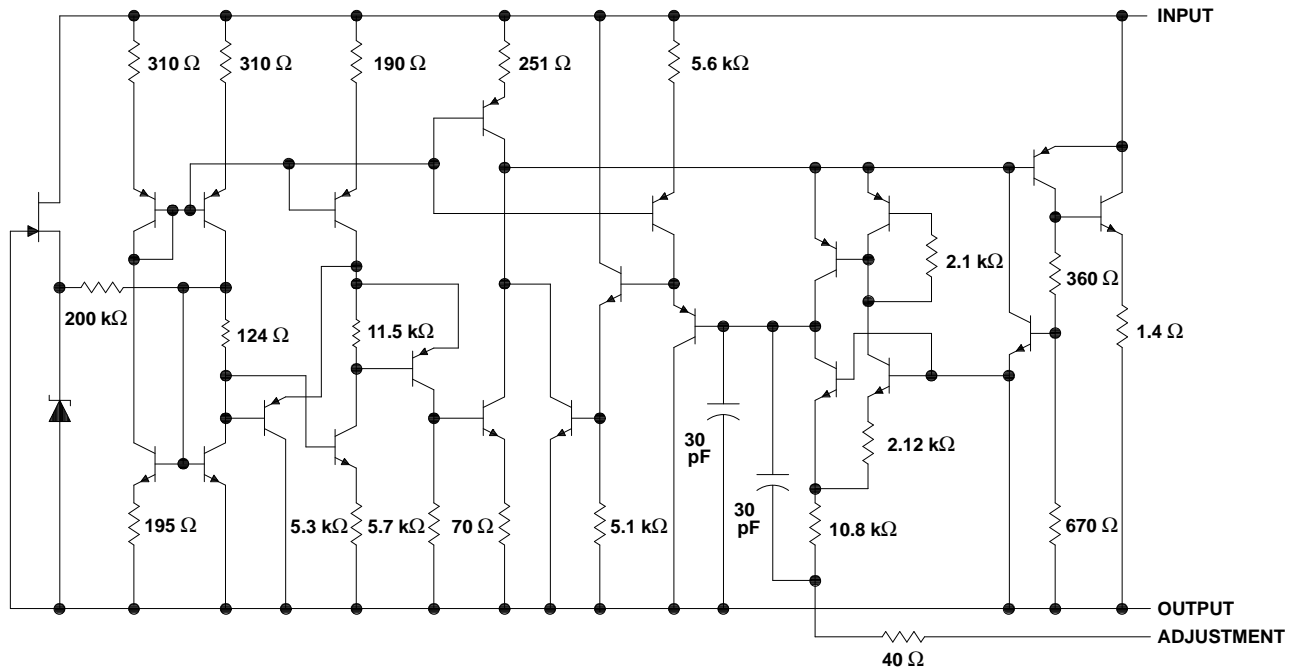 INPUT
310 Ω
310 Ω
190 Ω
251 Ω
5.6 kΩ
200 kΩ
124 Ω
11.5 kΩ
2.1 kΩ
360 Ω
1.4 Ω
30
pF
2.12 kΩ
195 Ω
5.3 kΩ
5.7 kΩ
70 Ω
5.1 kΩ
30
pF
10.8 kΩ
670 Ω
OUTPUT
ADJUSTMENT
40 Ω